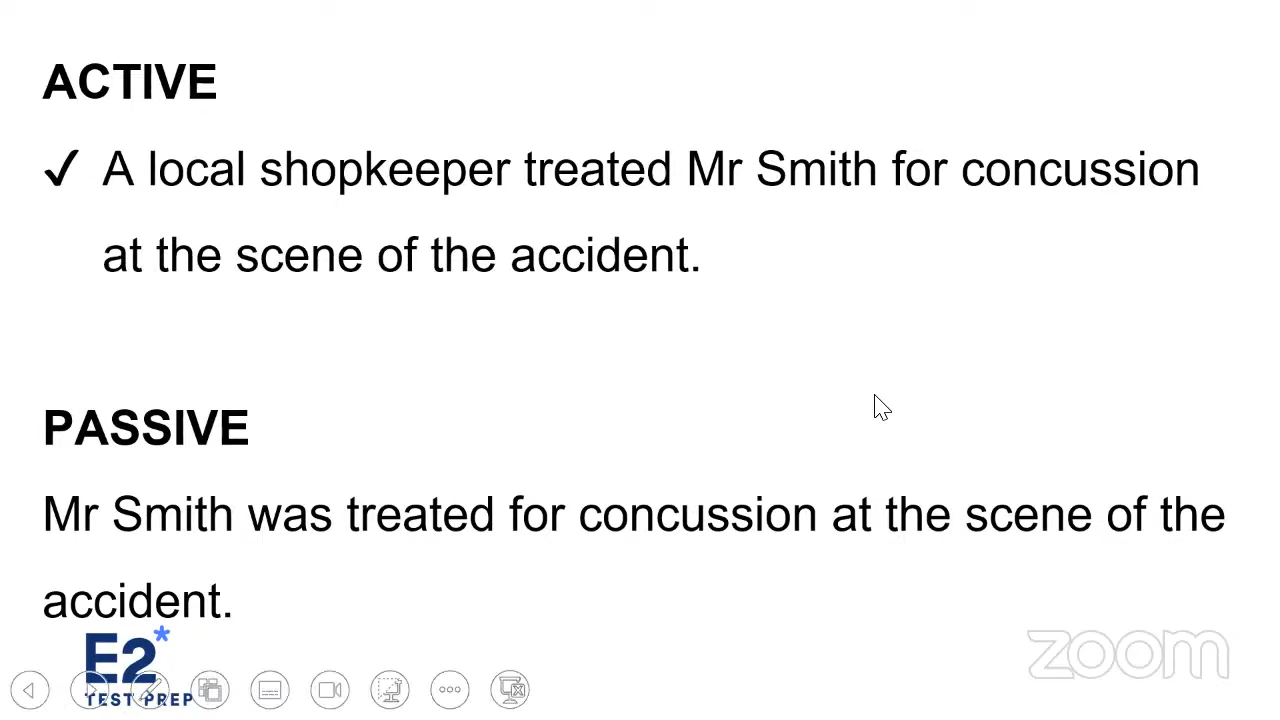 ACTIVE
✓ A local shopkeeper treated Mr Smith for concussion
at the scene of the accident.
PASSIVE
Mr Smith was treated for concussion at the scene of the
accident.
E2*
TEST PREP
zoom